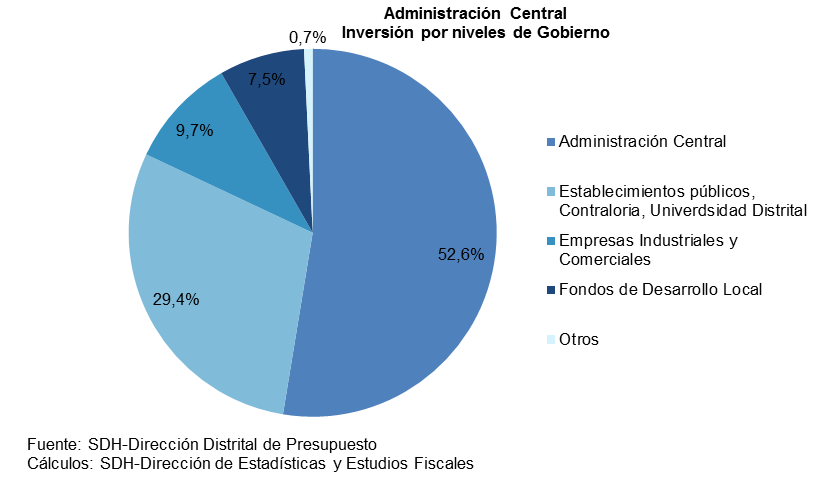 Administración Central
Inversión por niveles de Gobierno
0,7%
7,5%
9,7%
29,4%
52,6%
Administración Central
Establecimientos públicos,
Contraloria, Univerdsidad Distrital
Empresas Industriales y
Comerciales
Fondos de Desarrollo Local
Otros
Fuente: SDH-Dirección Distrital de Presupuesto
Cálculos: SDH-Dirección de Estadísticas y Estudios Fiscales